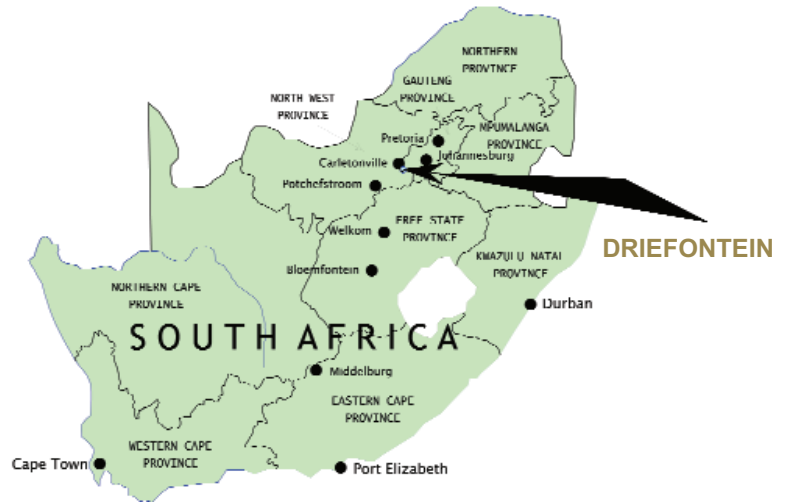 NORTHERN
PROVINCE
GAUTENG
PROVINCE
NORTH WEST
PROVINCE
MPUMALANGA
PROVINCE
Pretoria
Johannesburg
Carletonville
Potchefstroom
Welkom
FREE STATE
PROVINCE
DRIEFONTEIN
KWAZULU NATAL
PROVINCE
Bloemfontein
NORTHERN CAPE
PROVINCE
Durban
SOUTH AFRICA
Middelburg
EASTERN CAPE
PROVINCE
WESTERN CAPE
PROVINCE
Cape Town
Port Elizabeth